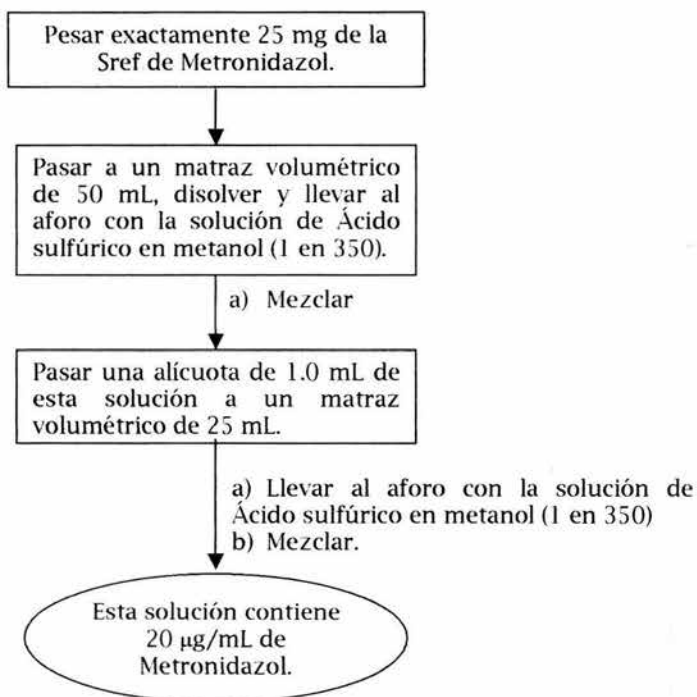 Pesar exactamente 25 mg de la
Sref de Metronidazol.
Pasar a un matraz volumétrico
de 50 mL, disolver y llevar al
aforo con la solución de Ácido
sulfúrico en metanol (1 en 350).
a) Mezclar
Pasar una alícuota de 1.0 mL de
esta solución a un matraz
volumétrico de 25 mL.
a) Llevar al aforo con la solución de
Ácido sulfúrico en metanol (1 en 350)
b) Mezclar.
Esta solución contiene
20 µg/mL de
Metronidazol.